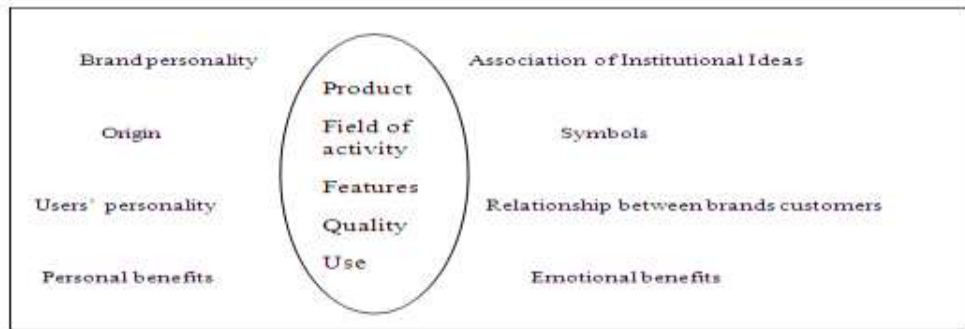 Brand personality
Origin
Users' personality
Personal benefits
Product
Field of
activity
Features
Quality
Use
Association of Institutional Ideas
Symbols
Relationship between brands customers
Emotional benefits